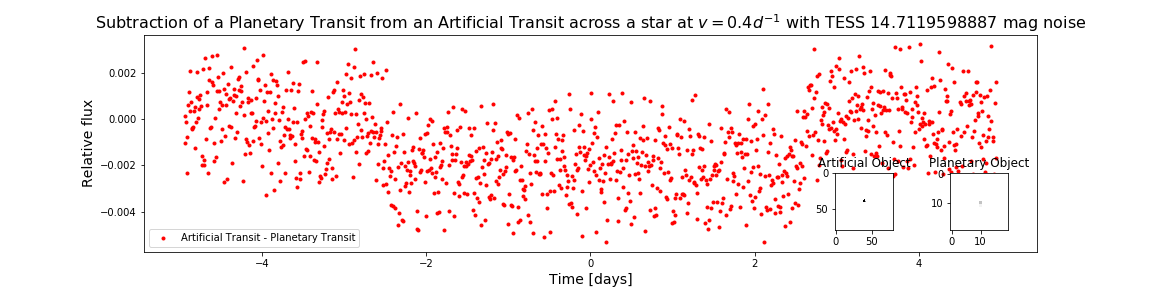 Subtraction of a Planetary Transit from an Artificial Transit across a star at v = 0.4d⁻¹ with TESS 14.7119598887 mag noise
Relative flux
0.002
0.000
−0.002
−0.004
Artificial Transit - Planetary Transit
Artificial Object
0
50
0 50
Planetary Object
0
10
0 10
−4 −2 0 2 4
Time [days]